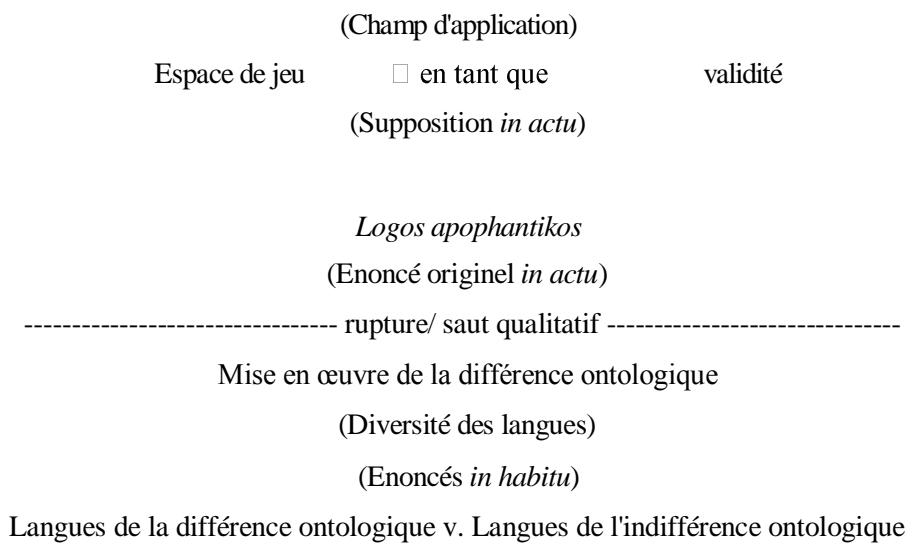 (Champ d'application)
Espace de jeu □ en tant que validité
(Supposition in actu)
Logos apophantikos
(Enoncé originel in actu)
--------------------------------- rupture/ saut qualitatif -------------------------------
Mise en œuvre de la différence ontologique
(Diversité des langues)
(Enoncés in habitu)
Langues de la différence ontologique v. Langues de l'indifférence ontologique